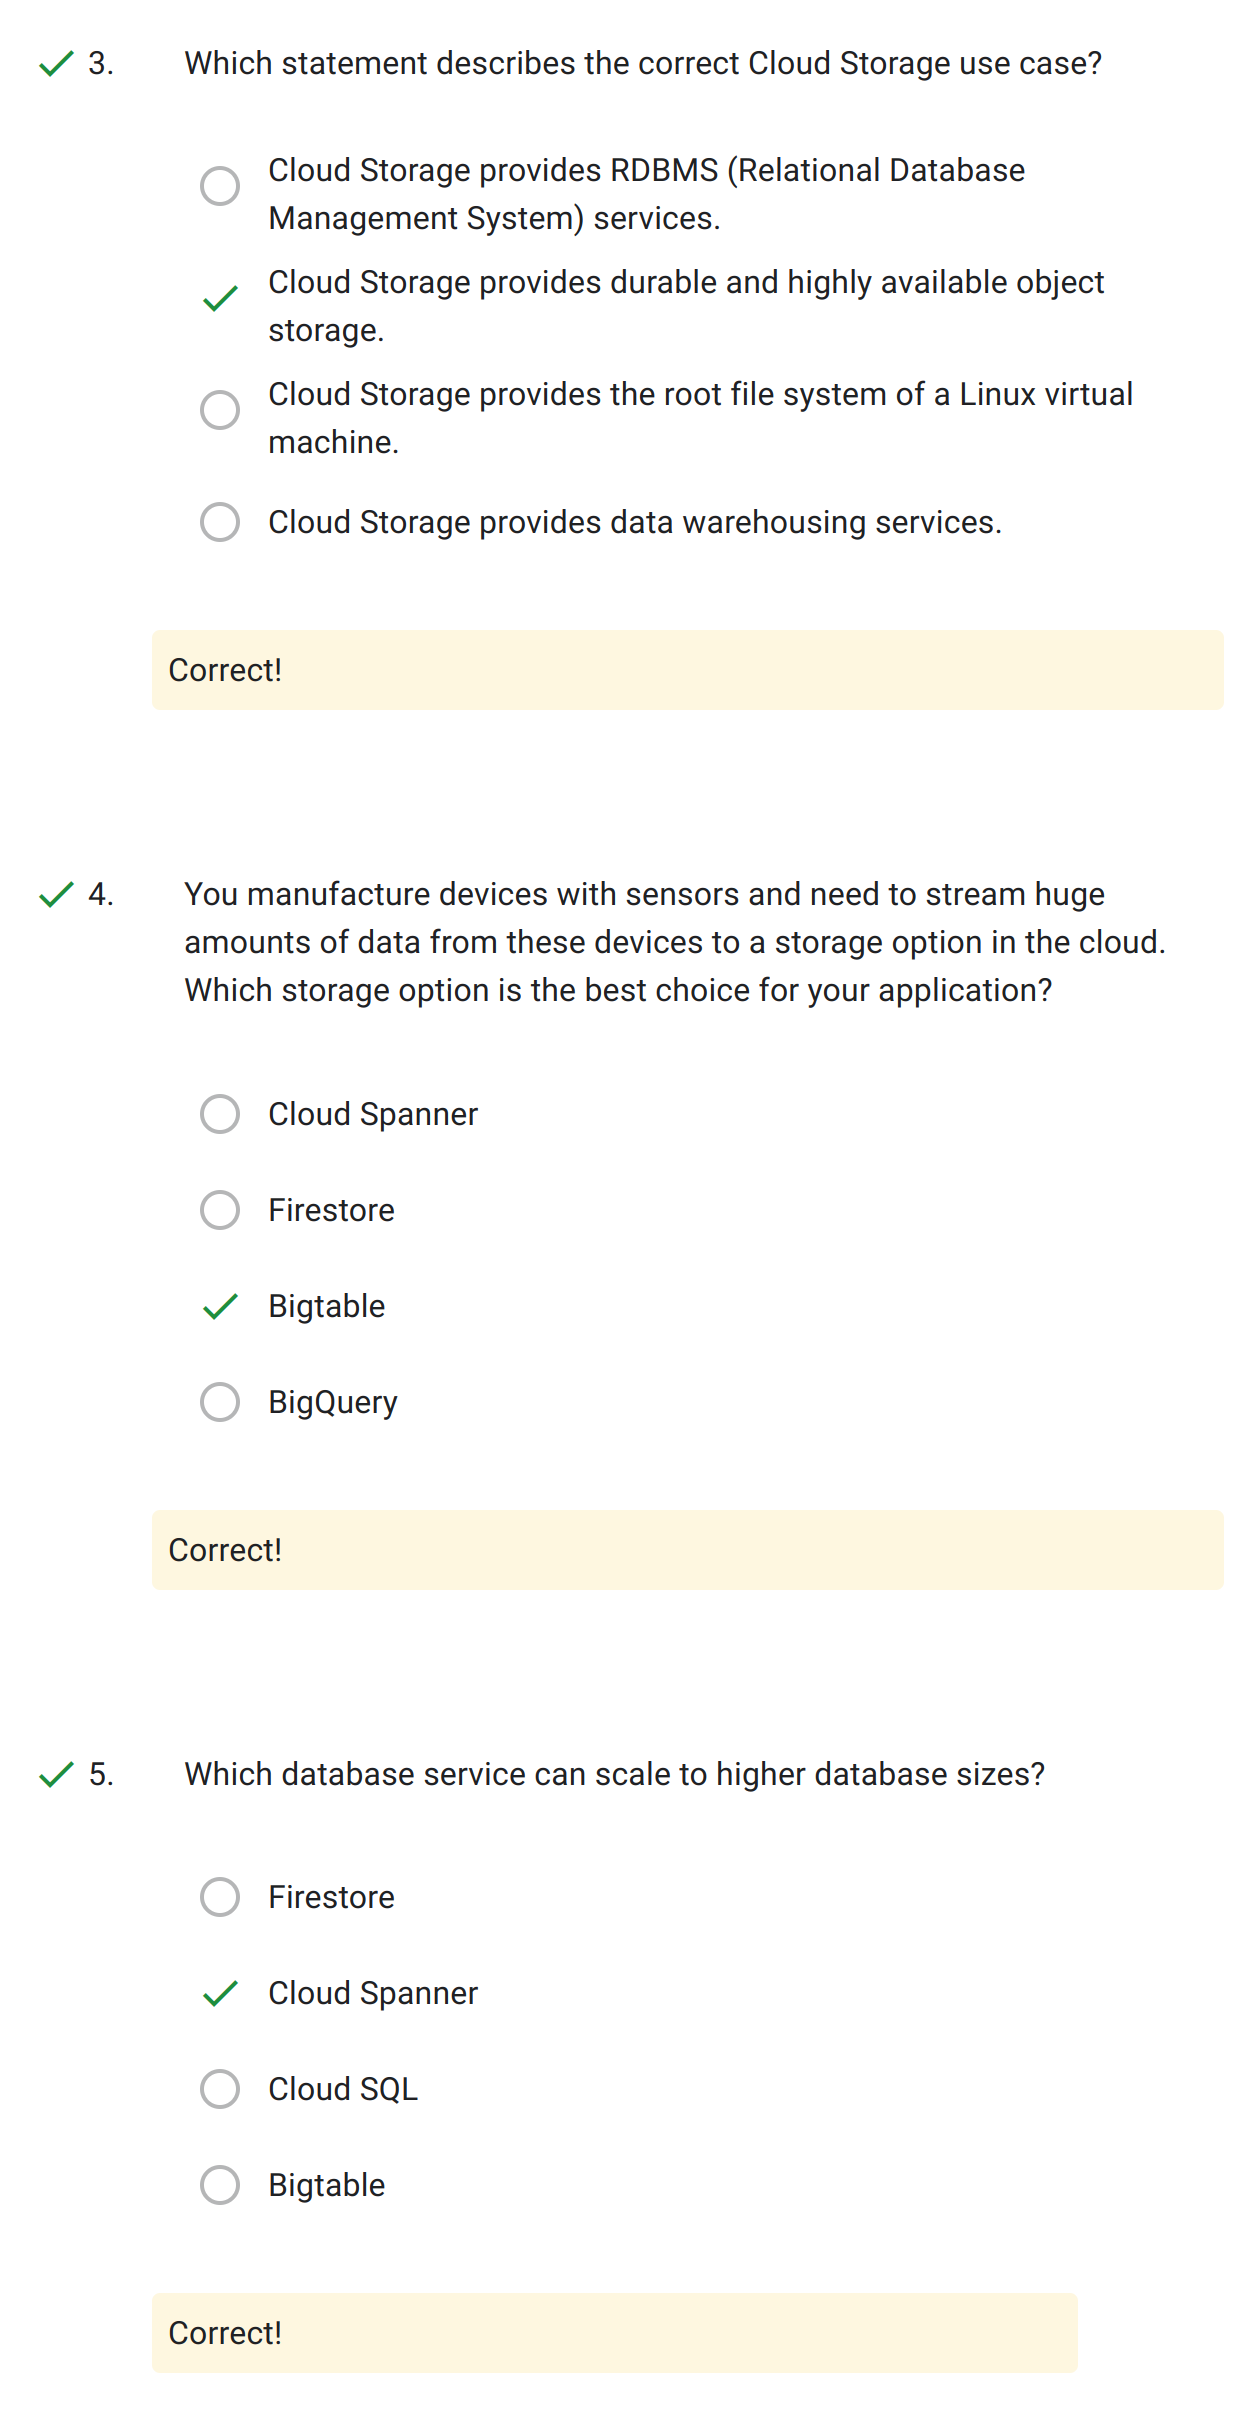 3. Which statement describes the correct Cloud Storage use case?
Cloud Storage provides RDBMS (Relational Database
Management System) services.
Cloud Storage provides durable and highly available object
storage.
Cloud Storage provides the root file system of a Linux virtual
machine.
Cloud Storage provides data warehousing services.
Correct!
4. You manufacture devices with sensors and need to stream huge
amounts of data from these devices to a storage option in the cloud.
Which storage option is the best choice for your application?
Cloud Spanner
Firestore
Bigtable
BigQuery
Correct!
5. Which database service can scale to higher database sizes?
Firestore
Cloud Spanner
Cloud SQL
Bigtable
Correct!